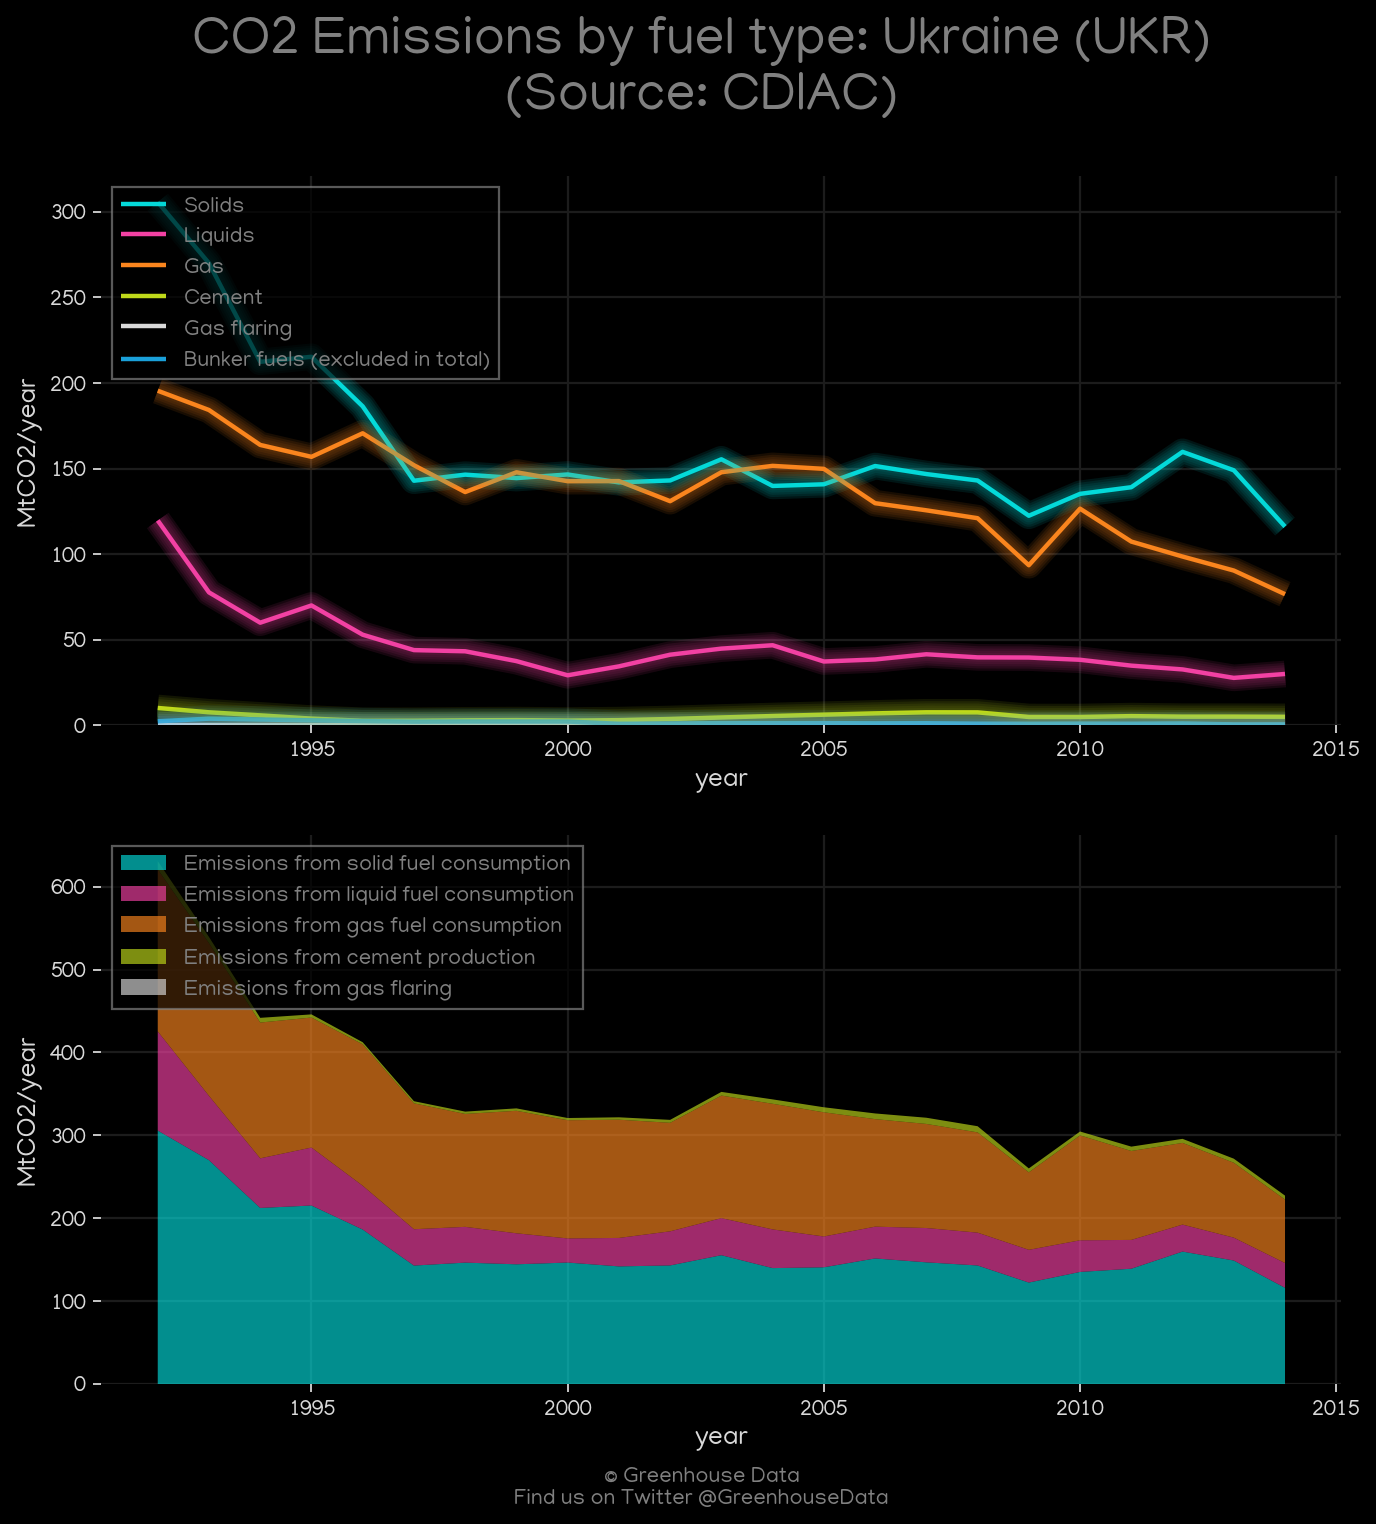 CO2 Emissions by fuel type: Ukraine (UKR)
(Source: CDIAC)
Solids
Liquids
Gas
Cement
Gas flaring
Bunker fuels (excluded in total)
300
250
200
150
100
50
0
MtCO2/year
1995 2000 2005 2010 2015
year
Emissions from solid fuel consumption
Emissions from liquid fuel consumption
Emissions from gas fuel consumption
Emissions from cement production
Emissions from gas flaring
600
500
400
300
200
100
0
MtCO2/year
1995 2000 2005 2010 2015
year
© Greenhouse Data
Find us on Twitter @GreenhouseData